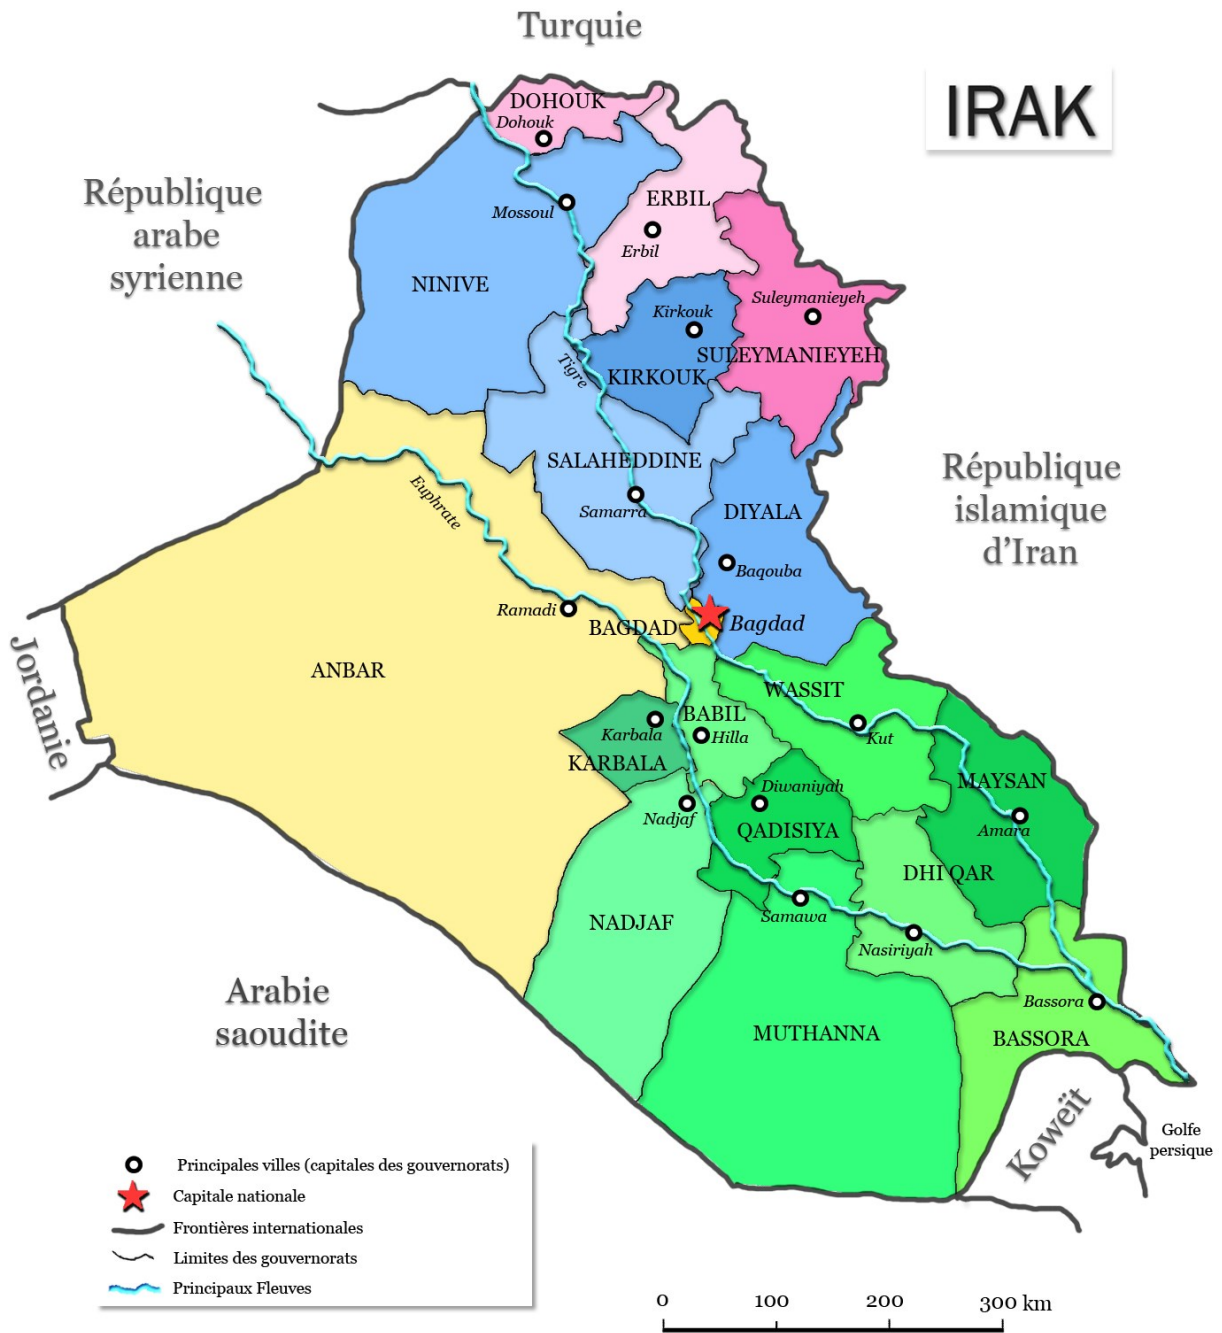 Turquie
IRAK
DOHOUK
Dohouk
République
arabe
syrienne
Mossoul
ERBIL
Erbil
NINIVE
Suleymanieyeh
Kirkouk
SULEYMANIEYEH
KIRKOUK
Tigre
SALAHEDDINE
Samarra
DIYALA
Baqouba
République
islamique
d'Iran
Euphrate
Ramadi
BAGDAD
Bagdad
Jordanie
ANBAR
WASSIT
Kut
BABIL
Hilla
Karbala
KARBALA
MAYSAN
Amara
Diwaniyah
QADISIYA
Nadjaf
DHI QAR
NADJAF
Samawa
Nasiriyah
Arabie
saoudite
MUTHANNA
Bassora
BASSORA
Koweït
Golfe
persique
Principales villes (capitales des gouvernorats)
Capitale nationale
Frontières internationales
Limites des gouvernorats
Principaux Fleuves
0 100 200 300 km